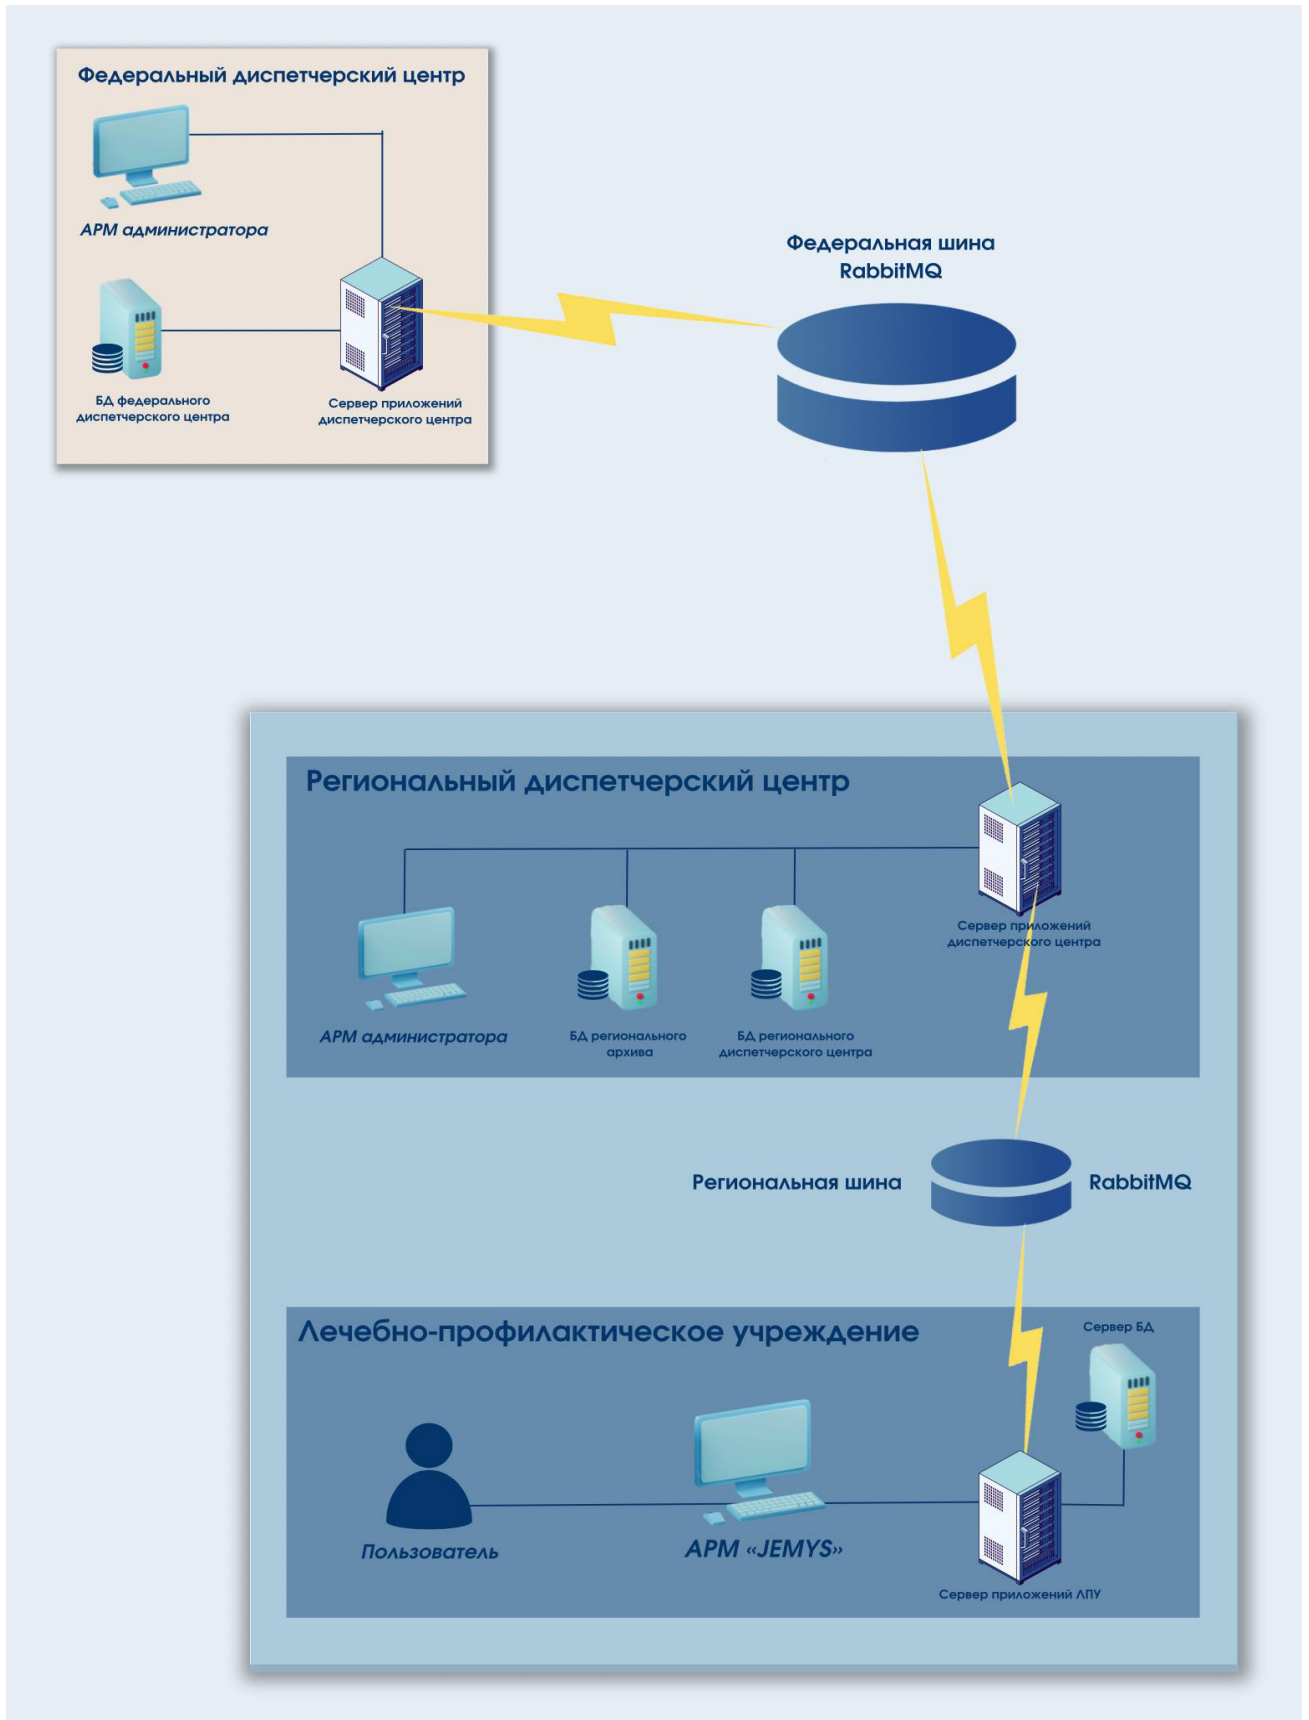 Федеральный диспетчерский центр
АРМ администратора
БД федерального
диспетчерского центра
Сервер приложений
диспетчерского центра
Федеральная шина
RabbitMQ
Региональный диспетчерский центр
Сервер приложений
диспетчерского центра
АРМ администратора
БД регионального
архива
БД регионального
диспетчерского центра
Региональная шина
RabbitMQ
Лечебно-профилактическое учреждение
Сервер БД
Пользователь
АРМ «JEMYS»
Сервер приложений ЛПУ